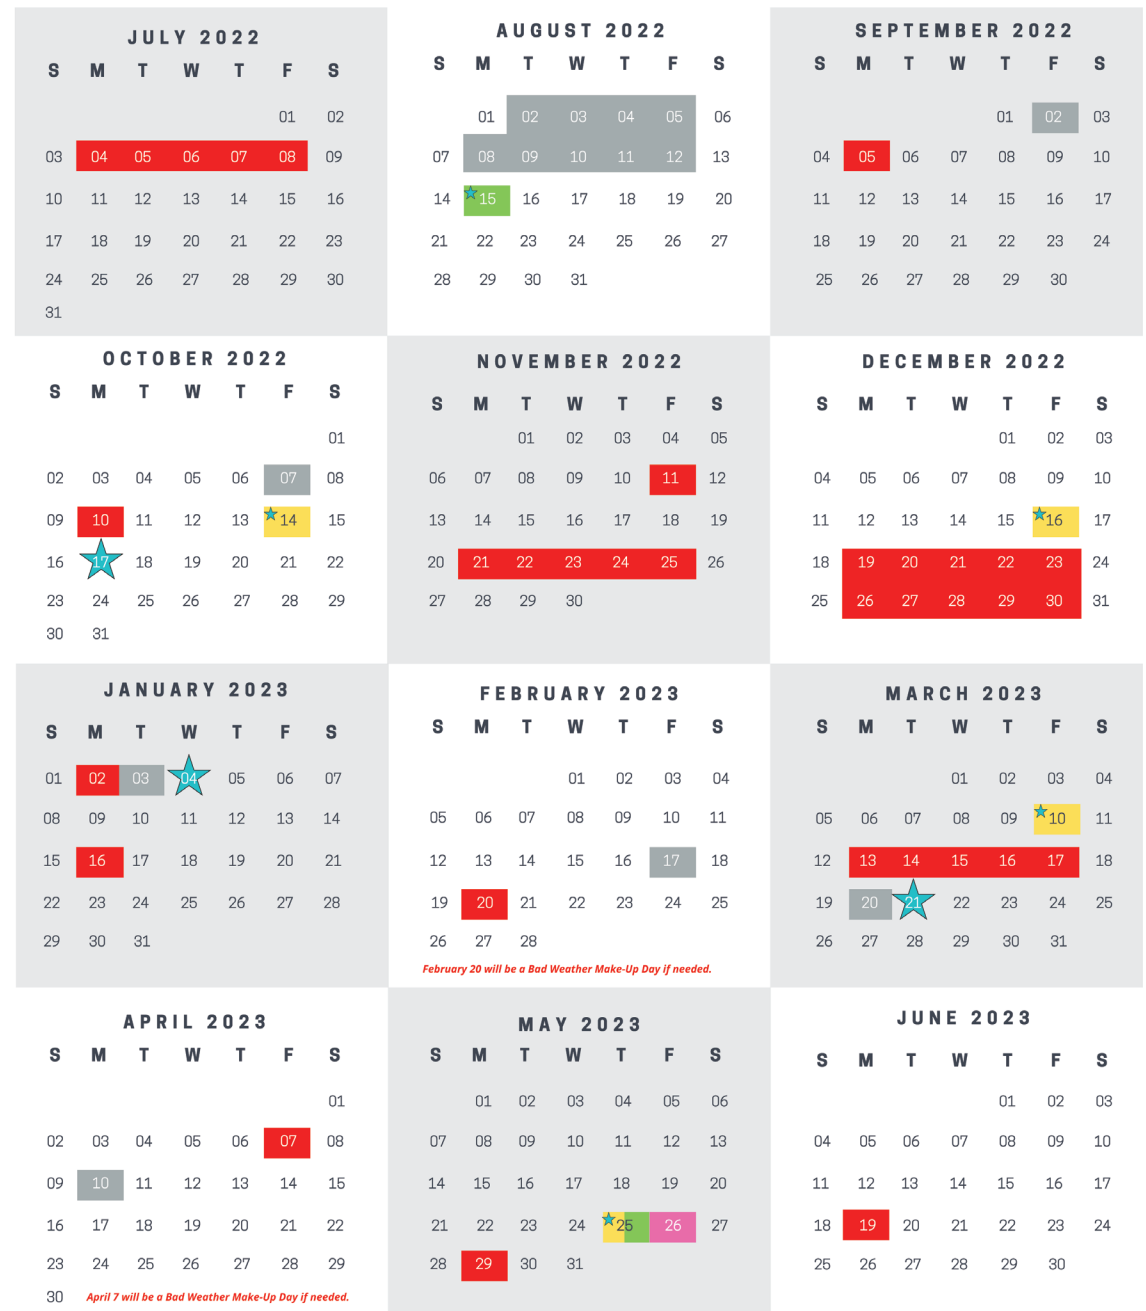 JULY 2022
S M T W T F S
01 02
03 04 05 06 07 08 09
10 11 12 13 14 15 16
17 18 19 20 21 22 23
24 25 26 27 28 29 30
31
AUGUST 2022
S M T W T F S
01 02 03 04 05 06
07 08 09 10 11 12 13
14 15 16 17 18 19 20
21 22 23 24 25 26 27
28 29 30 31
SEPTEMBER 2022
S M T W T F S
01 02 03
04 05 06 07 08 09 10
11 12 13 14 15 16 17
18 19 20 21 22 23 24
25 26 27 28 29 30
OCTOBER 2022
S M T W T F S
01
02 03 04 05 06 07 08
09 10 11 12 13 14 15
16 17 18 19 20 21 22
23 24 25 26 27 28 29
30 31
NOVEMBER 2022
S M T W T F S
01 02 03 04 05
06 07 08 09 10 11 12
13 14 15 16 17 18 19
20 21 22 23 24 25 26
27 28 29 30
DECEMBER 2022
S M T W T F S
01 02 03
04 05 06 07 08 09 10
11 12 13 14 15 16 17
18 19 20 21 22 23 24
25 26 27 28 29 30 31
JANUARY 2023
S M T W T F S
01 02 03 04 05 06 07
08 09 10 11 12 13 14
15 16 17 18 19 20 21
22 23 24 25 26 27 28
29 30 31
FEBRUARY 2023
S M T W T F S
01 02 03 04
05 06 07 08 09 10 11
12 13 14 15 16 17 18
19 20 21 22 23 24 25
26 27 28
February 20 will be a Bad Weather Make-Up Day if needed.
MARCH 2023
S M T W T F S
01 02 03 04
05 06 07 08 09 10 11
12 13 14 15 16 17 18
19 20 21 22 23 24 25
26 27 28 29 30 31
APRIL 2023
S M T W T F S
01
02 03 04 05 06 07 08
09 10 11 12 13 14 15
16 17 18 19 20 21 22
23 24 25 26 27 28 29
30 April 7 will be a Bad Weather Make-Up Day if needed.
MAY 2023
S M T W T F S
01 02 03 04 05 06
07 08 09 10 11 12 13
14 15 16 17 18 19 20
21 22 23 24 25 26 27
28 29 30 31
JUNE 2023
S M T W T F S
01 02 03
04 05 06 07 08 09 10
11 12 13 14 15 16 17
18 19 20 21 22 23 24
25 26 27 28 29 30